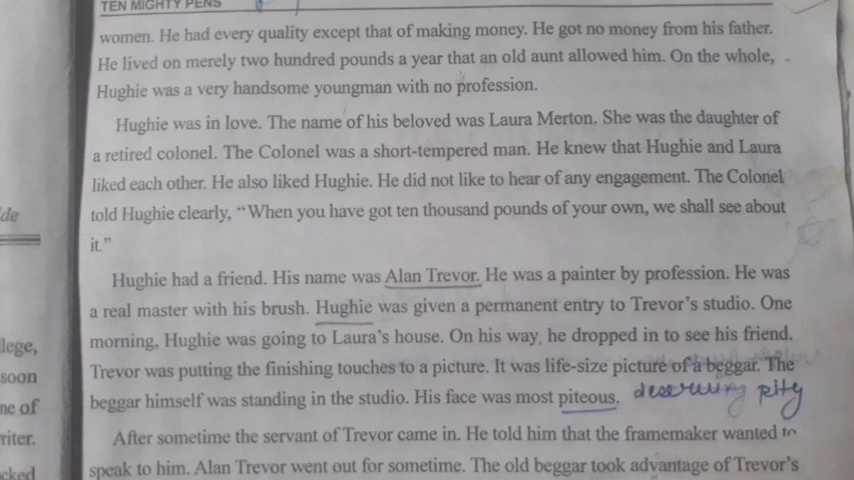 TEN MIGHTY PENS
women. He had every quality except that of making money. He got no money from his father.
He lived on merely two hundred pounds a year that an old aunt allowed him. On the whole,
Hughie was a very handsome youngman with no profession.
Hughie was in love. The name of his beloved was Laura Merton. She was the daughter of
a retired colonel. The Colonel was a short-tempered man. He knew that Hughie and Laura
liked each other. He also liked Hughie. He did not like to hear of any engagement. The Colonel
told Hughie clearly, “When you have got ten thousand pounds of your own, we shall see about
it.”
Hughie had a friend. His name was Alan Trevor. He was a painter by profession. He was
a real master with his brush. Hughie was given a permanent entry to Trevor’s studio. One
morning, Hughie was going to Laura’s house. On his way, he dropped in to see his friend.
Trevor was putting the finishing touches to a picture. It was life-size picture of a beggar. The
beggar himself was standing in the studio. His face was most piteous. deserving pity
After sometime the servant of Trevor came in. He told him that the framemaker wanted to
speak to him. Alan Trevor went out for sometime. The old beggar took advantage of Trevor’s
soon